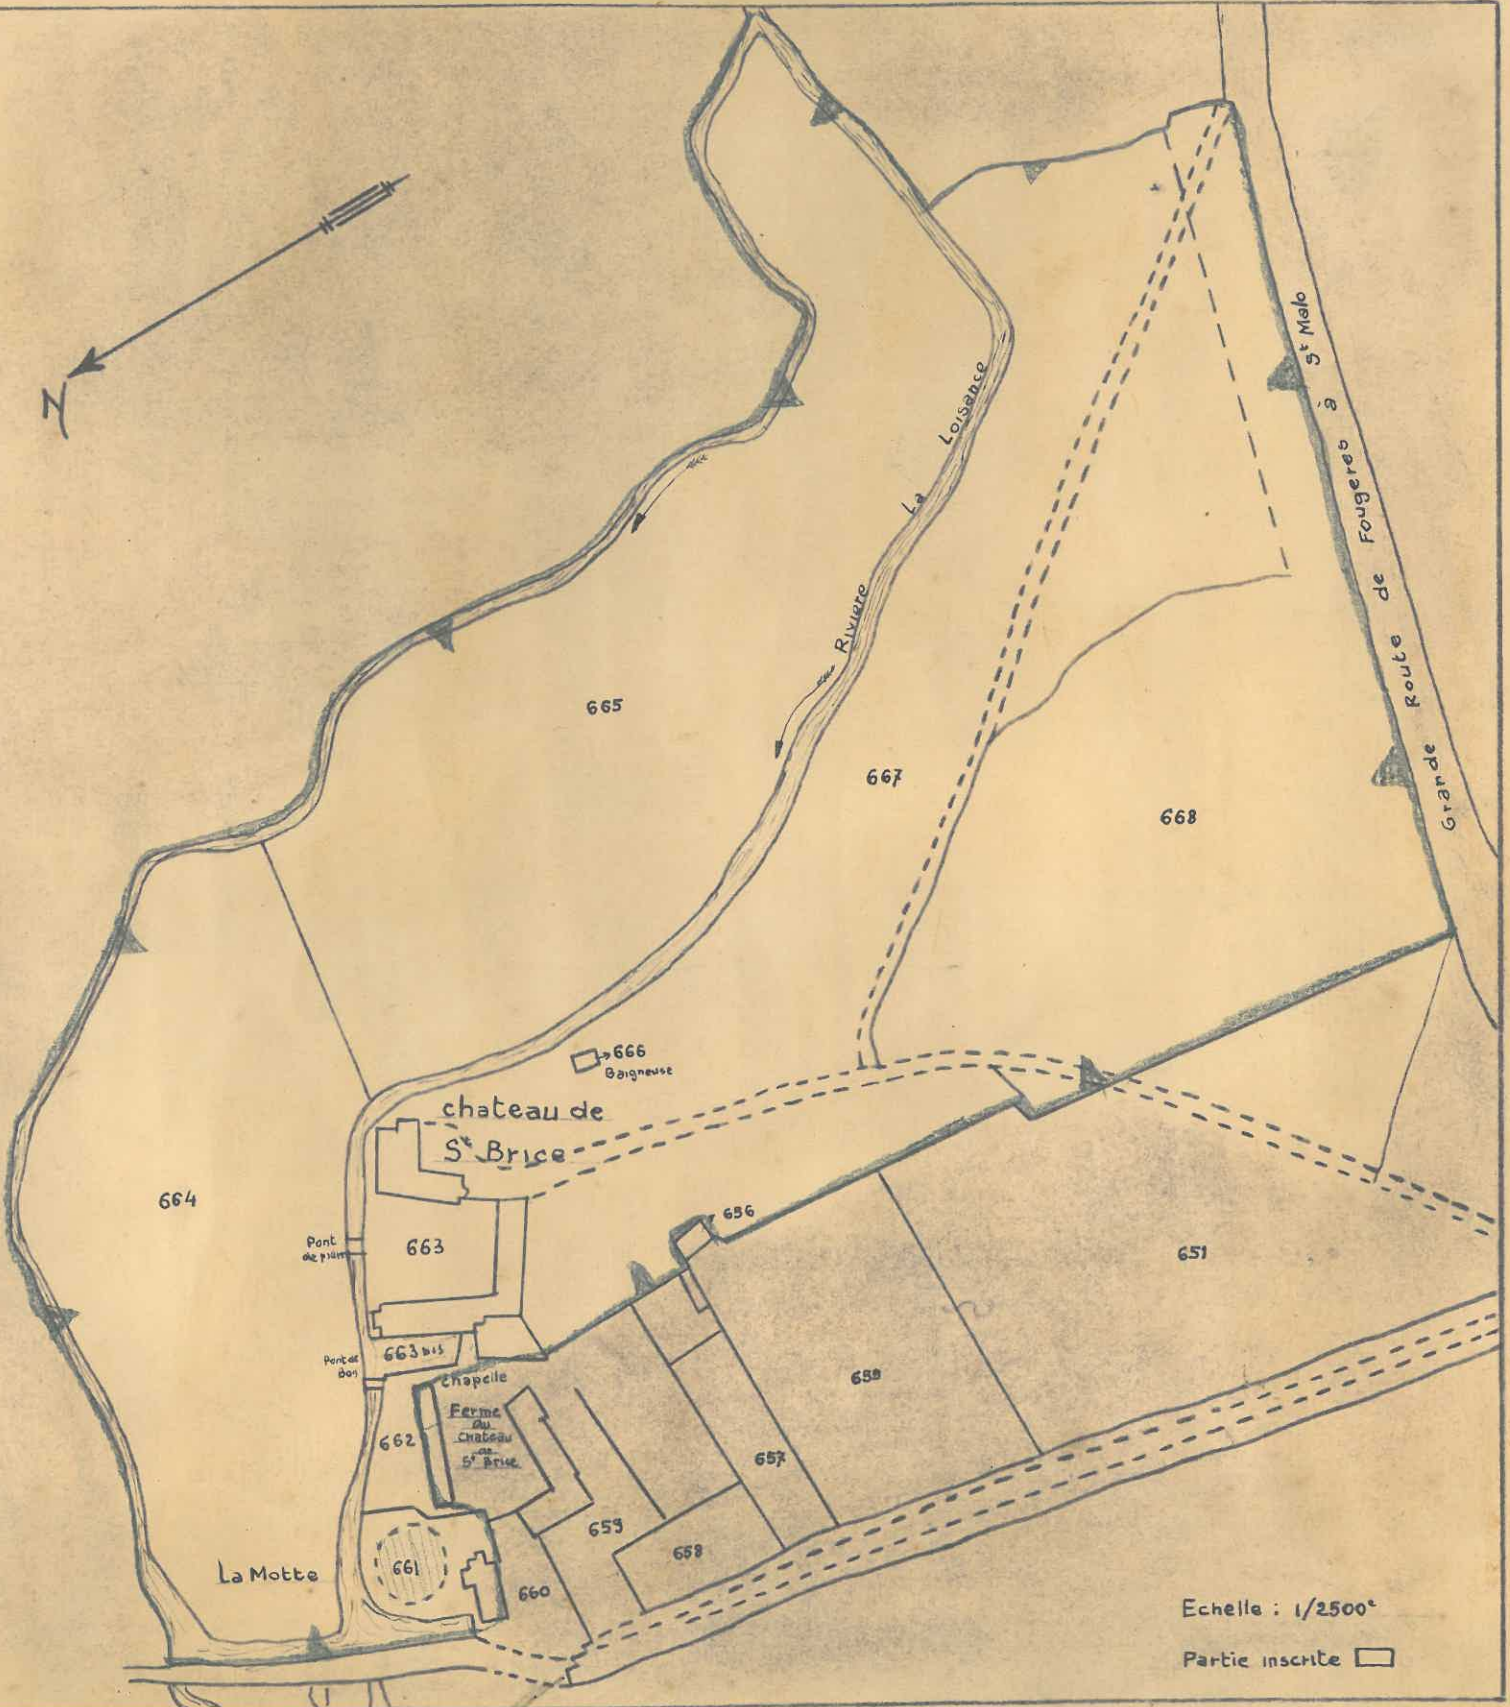 N
Grande Route de Fougeres à St Malo
Rivière La Loisance
665
667
668
→666
Baigneuse
chateau de
St Brice
664
Pont
de pierre
663
656
651
Pont de
Bois
663 bis
chapelle
Ferme
du
chateau
de
St Brice
662
655
657
659
658
660
661
La Motte
Echelle : 1/2500e
Partie inscrite